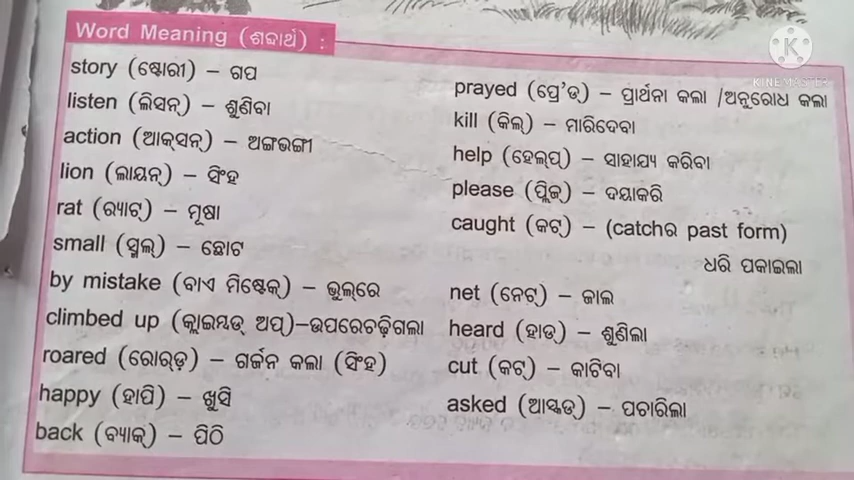 Word Meaning (ଶବ୍ଦାର୍ଥ) :
story (ଷ୍ଟୋରୀ) – ଗପ
listen (ଲିସନ୍) – ଶୁଣିବା
action (ଆକ୍‌ସନ୍) – ଅଙ୍ଗଭଙ୍ଗୀ
lion (ଲାୟନ୍) – ସିଂହ
rat (ର୍‍ୟାଟ୍) – ମୂଷା
small (ସ୍ମଲ୍) – ଛୋଟ
by mistake (ବାଏ ମିଷ୍ଟେକ୍) – ଭୁଲ୍‌ରେ
climbed up (କ୍ଲାଇମ୍ୱଡ୍ ଅପ୍)–ଉପରେଚଢ଼ିଗଲା
roared (ରୋର୍‌ଡ଼) – ଗର୍ଜନ କଲା (ସିଂହ)
happy (ହାପି) – ଖୁସି
back (ବ୍ୟାକ୍) – ପିଠି
prayed (ପ୍ରେ'ଡ୍) – ପ୍ରାର୍ଥନା କଲା /ଅନୁରୋଧ କଲା
kill (କିଲ୍) – ମାରିଦେବା
help (ହେଲ୍‌ପ୍) – ସାହାଯ୍ୟ କରିବା
please (ପ୍ଲିଜ୍) – ଦୟାକରି
caught (କଟ୍) – (catchର past form)
ଧରି ପକାଇଲା
net (ନେଟ୍) – ଜାଲ
heard (ହାଡ୍) – ଶୁଣିଲା
cut (କଟ୍) – କାଟିବା
asked (ଆସ୍କଡ୍) – ପଚାରିଲା
KINEMASTER